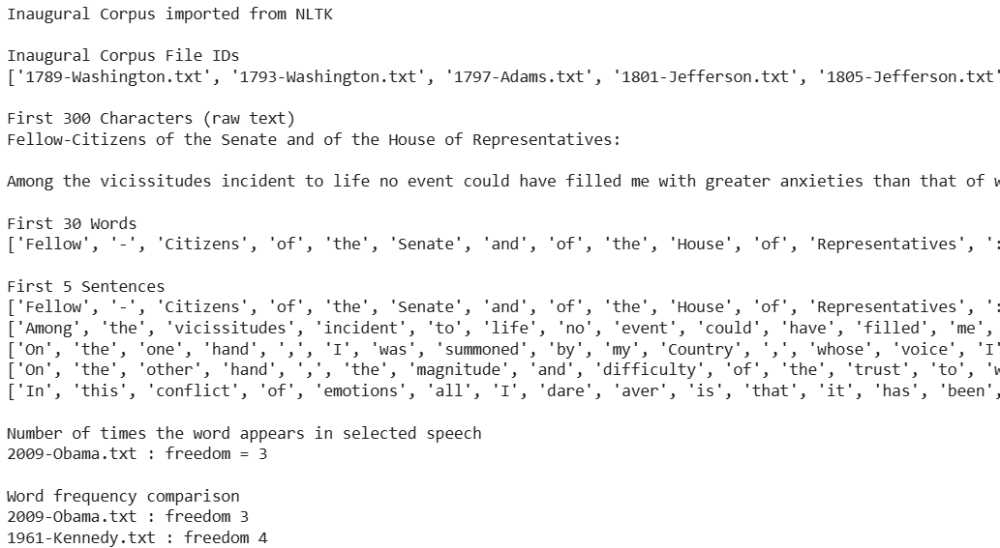 Inaugural Corpus imported from NLTK
Inaugural Corpus File IDs
['1789-Washington.txt', '1793-Washington.txt', '1797-Adams.txt', '1801-Jefferson.txt', '1805-Jefferson.txt'
First 300 Characters (raw text)
Fellow-Citizens of the Senate and of the House of Representatives:
Among the vicissitudes incident to life no event could have filled me with greater anxieties than that of
First 30 Words
['Fellow', '-', 'Citizens', 'of', 'the', 'Senate', 'and', 'of', 'the', 'House', 'of', 'Representatives', ':
First 5 Sentences
['Fellow', '-', 'Citizens', 'of', 'the', 'Senate', 'and', 'of', 'the', 'House', 'of', 'Representatives', ':
['Among', 'the', 'vicissitudes', 'incident', 'to', 'life', 'no', 'event', 'could', 'have', 'filled', 'me',
['On', 'the', 'one', 'hand', ',', 'I', 'was', 'summoned', 'by', 'my', 'Country', ',', 'whose', 'voice', 'I
['On', 'the', 'other', 'hand', ',', 'the', 'magnitude', 'and', 'difficulty', 'of', 'the', 'trust', 'to',
['In', 'this', 'conflict', 'of', 'emotions', 'all', 'I', 'dare', 'aver', 'is', 'that', 'it', 'has', 'been',
Number of times the word appears in selected speech
2009-Obama.txt : freedom = 3
Word frequency comparison
2009-Obama.txt : freedom 3
1961-Kennedy.txt : freedom 4